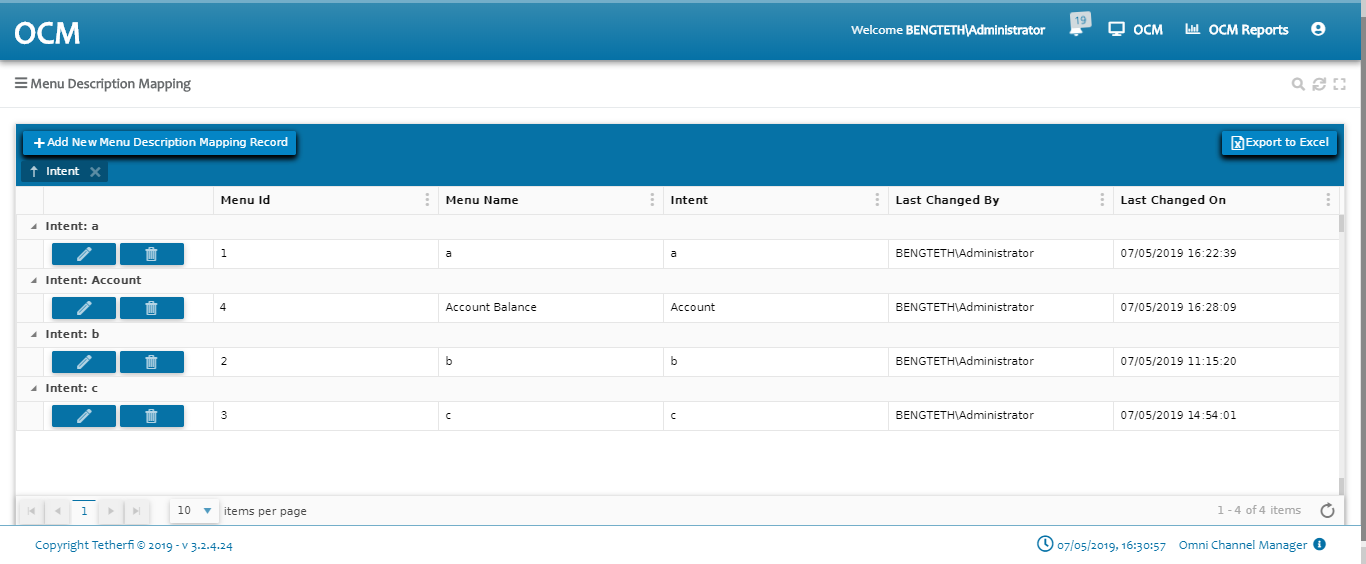 OCM
Welcome BENGTETH\Administrator 19 OCM OCM Reports
Menu Description Mapping
Add New Menu Description Mapping Record Export to Excel
Intent
Menu Id Menu Name Intent Last Changed By Last Changed On
Intent: a
1 a a BENGTETH\Administrator 07/05/2019 16:22:39
Intent: Account
4 Account Balance Account BENGTETH\Administrator 07/05/2019 16:28:09
Intent: b
2 b b BENGTETH\Administrator 07/05/2019 11:15:20
Intent: c
3 c c BENGTETH\Administrator 07/05/2019 14:54:01
1 10 items per page 1 - 4 of 4 items
Copyright Tetherfi © 2019 - v 3.2.4.24 07/05/2019, 16:30:57 Omni Channel Manager